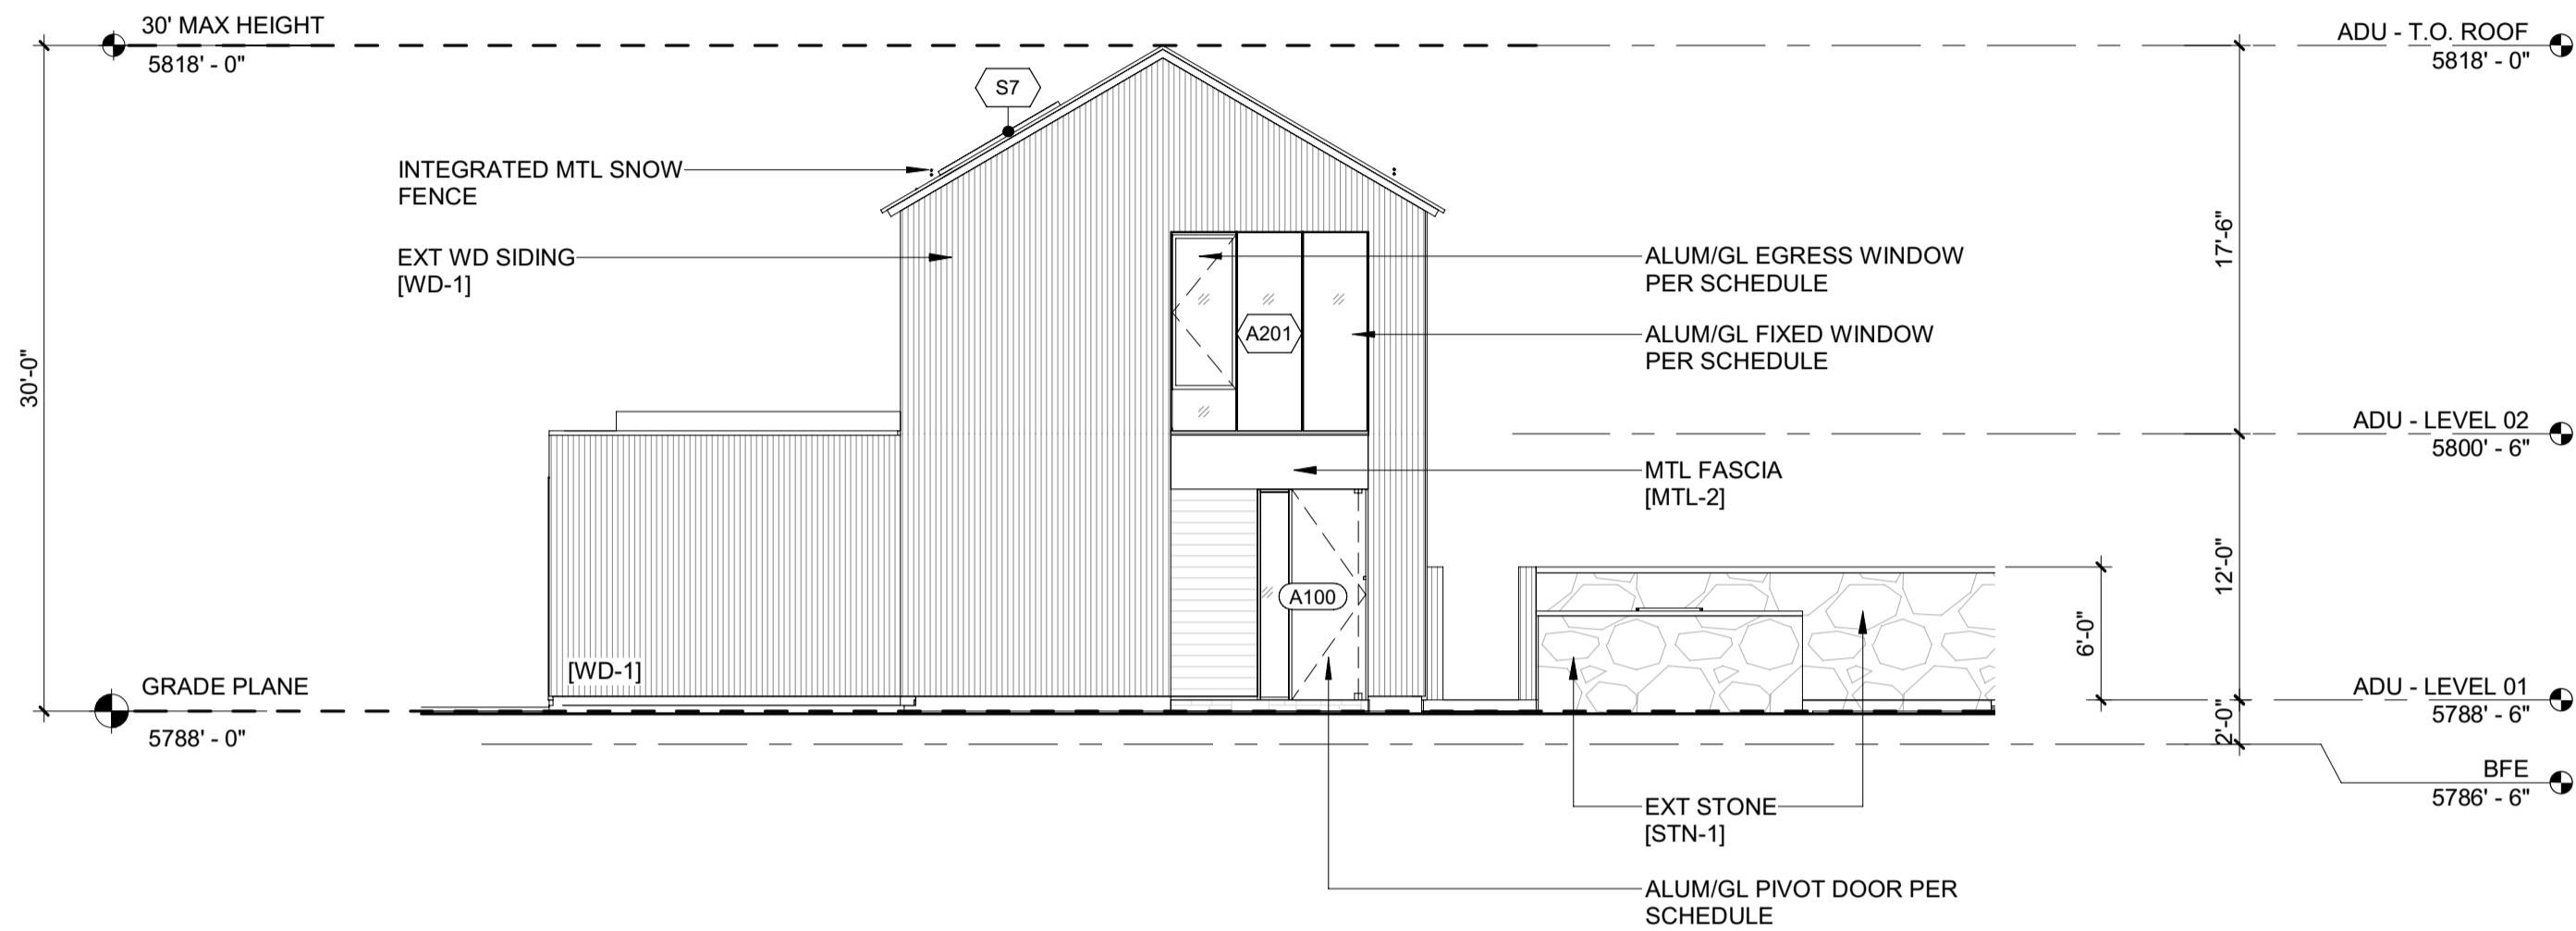 30' MAX HEIGHT
5818' - 0"
ADU - T.O. ROOF
5818' - 0"
S7
INTEGRATED MTL SNOW
FENCE
EXT WD SIDING
[WD-1]
ALUM/GL EGRESS WINDOW
PER SCHEDULE
A201
ALUM/GL FIXED WINDOW
PER SCHEDULE
17'-6"
30'-0"
ADU - LEVEL 02
5800' - 6"
MTL FASCIA
[MTL-2]
12'-0"
A100
6'-0"
[WD-1]
GRADE PLANE
5788' - 0"
ADU - LEVEL 01
5788' - 6"
2'-0"
BFE
5786' - 6"
EXT STONE
[STN-1]
ALUM/GL PIVOT DOOR PER
SCHEDULE